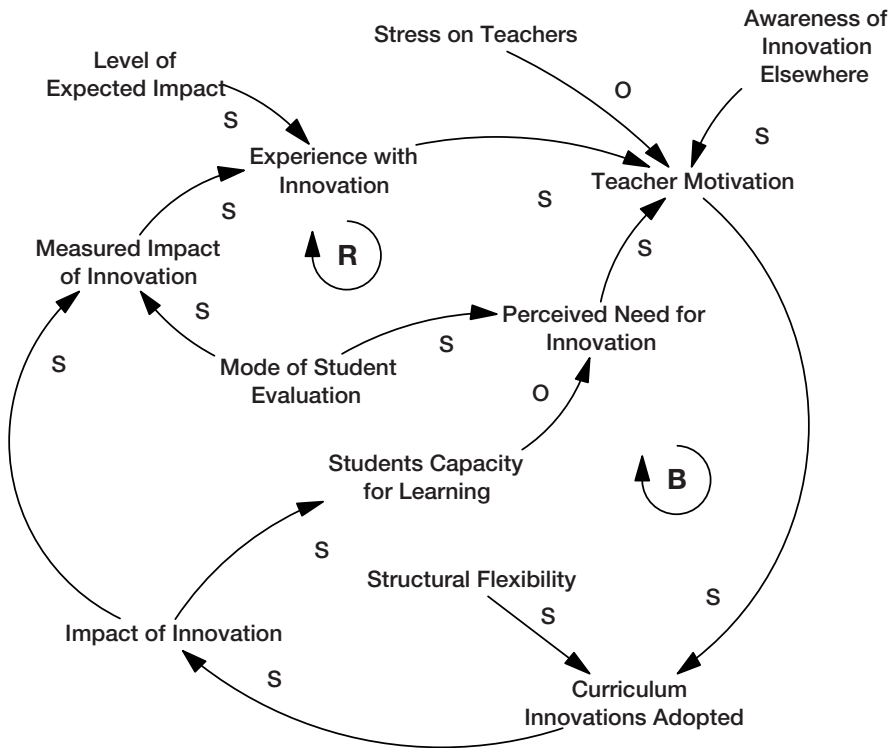 Stress on Teachers
Awareness of
Innovation
Elsewhere
Level of
Expected Impact
O
S
S
Experience with
Innovation
Teacher Motivation
S
S
S
Measured Impact
of Innovation
R
S
Perceived Need for
Innovation
S
S
Mode of Student
Evaluation
O
Students Capacity
for Learning
B
S
Structural Flexibility
S
S
Impact of Innovation
S
Curriculum
Innovations Adopted